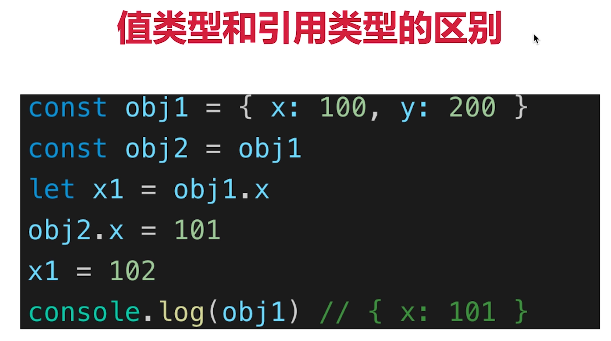 值类型和引用类型的区别
const obj1 = { x: 100, y: 200 }
const obj2 = obj1
let x1 = obj1.x
obj2.x = 101
x1 = 102
console.log(obj1) // { x: 101 }